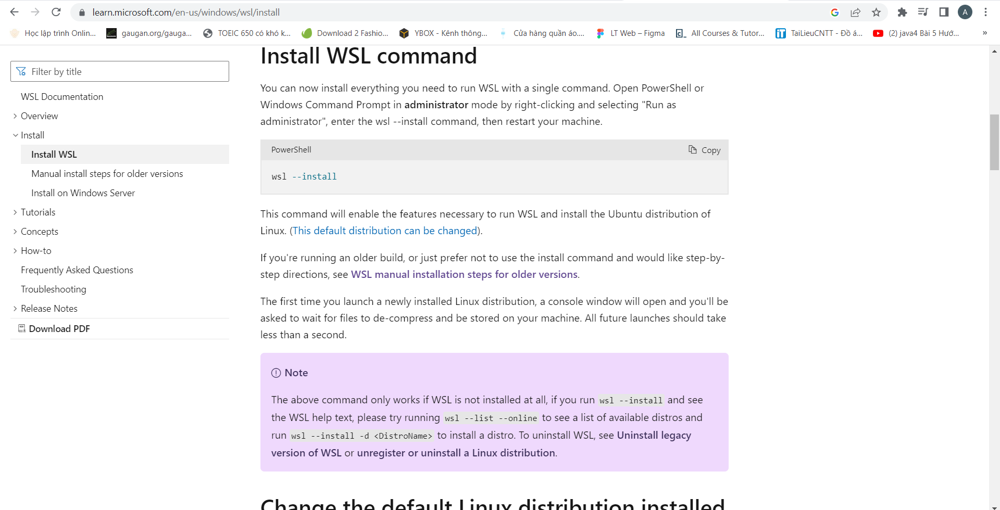 learn.microsoft.com/en-us/windows/wsl/install
A
Học lập trình Onlin...
gaugan.org/gauga...
TOEIC 650 có khó k...
Download 2 Fashio...
YBOX - Kênh thông...
Cửa hàng quần áo....
LT Web – Figma
All Courses & Tutor...
TaiLieuCNTT - Đồ á...
(2) java4 Bài 5 Hướ...
»
Filter by title
WSL Documentation
Overview
Install
Install WSL
Manual install steps for older versions
Install on Windows Server
Tutorials
Concepts
How-to
Frequently Asked Questions
Troubleshooting
Release Notes
Download PDF
Install WSL command
You can now install everything you need to run WSL with a single command. Open PowerShell or
Windows Command Prompt in administrator mode by right-clicking and selecting "Run as
administrator", enter the wsl --install command, then restart your machine.
PowerShell
Copy
wsl --install
This command will enable the features necessary to run WSL and install the Ubuntu distribution of
Linux. (This default distribution can be changed).
If you're running an older build, or just prefer not to use the install command and would like step-by-
step directions, see WSL manual installation steps for older versions.
The first time you launch a newly installed Linux distribution, a console window will open and you'll be
asked to wait for files to de-compress and be stored on your machine. All future launches should take
less than a second.
Note
The above command only works if WSL is not installed at all, if you run wsl --install and see
the WSL help text, please try running wsl --list --online to see a list of available distros and
run wsl --install -d <DistroName> to install a distro. To uninstall WSL, see Uninstall legacy
version of WSL or unregister or uninstall a Linux distribution.
Change the default Linux distribution installed